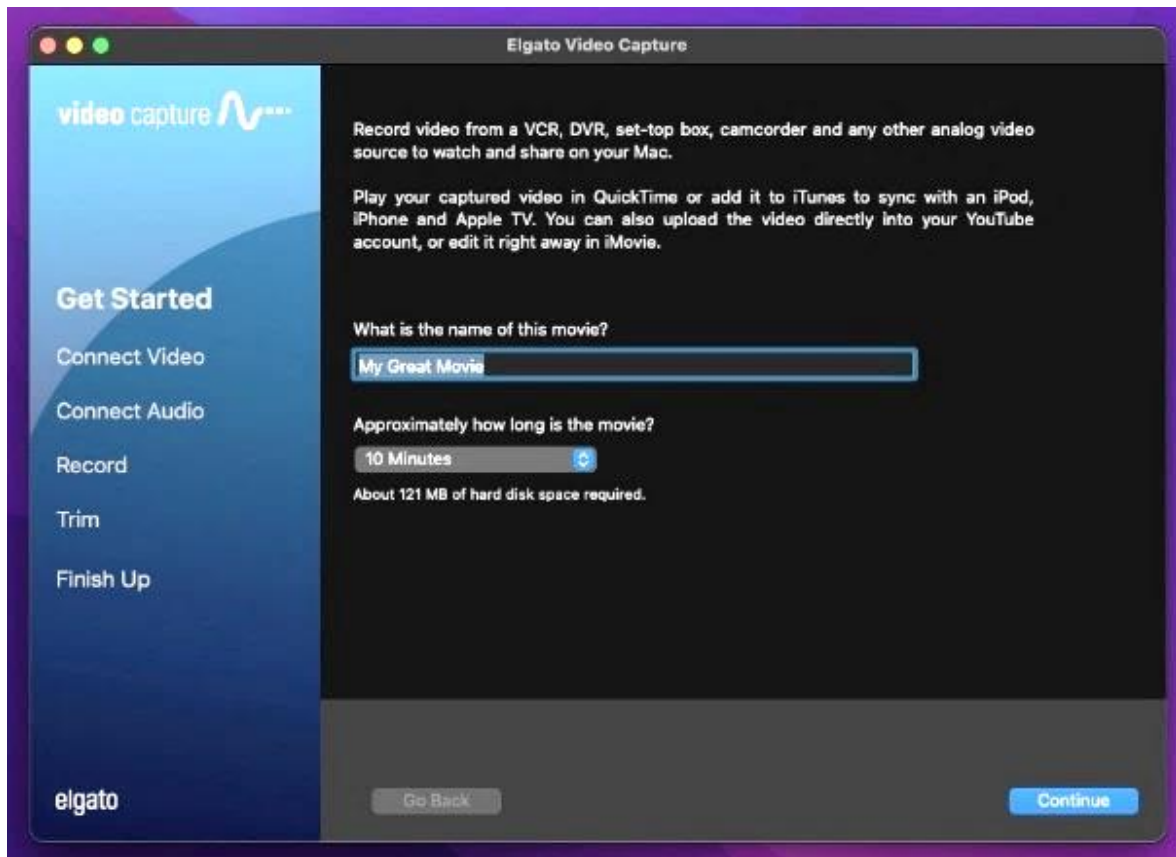 Elgato Video Capture
video capture
Record video from a VCR, DVR, set-top box, camcorder and any other analog video
source to watch and share on your Mac.
Play your captured video in QuickTime or add it to iTunes to sync with an iPod,
iPhone and Apple TV. You can also upload the video directly into your YouTube
account, or edit it right away in iMovie.
Get Started
Connect Video
Connect Audio
Record
Trim
Finish Up
What is the name of this movie?
My Great Movie
Approximately how long is the movie?
10 Minutes
About 121 MB of hard disk space required.
elgato
Go Back
Continue